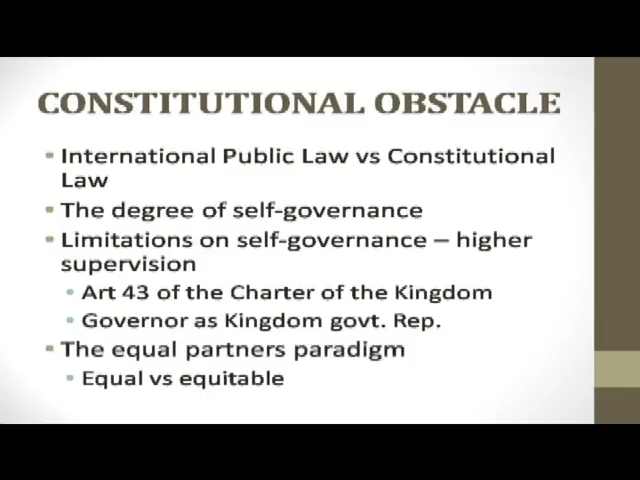 CONSTITUTIONAL OBSTACLE
• International Public Law vs Constitutional
Law
• The degree of self-governance
• Limitations on self-governance – higher
supervision
• Art 43 of the Charter of the Kingdom
• Governor as Kingdom govt. Rep.
• The equal partners paradigm
• Equal vs equitable